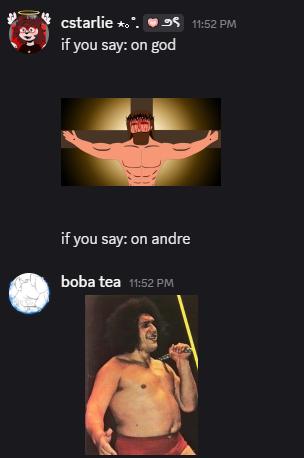 cstarlie ⋆｡˚. 💗 ౨ৎ 11:52 PM
if you say: on god
if you say: on andre
boba tea 11:52 PM